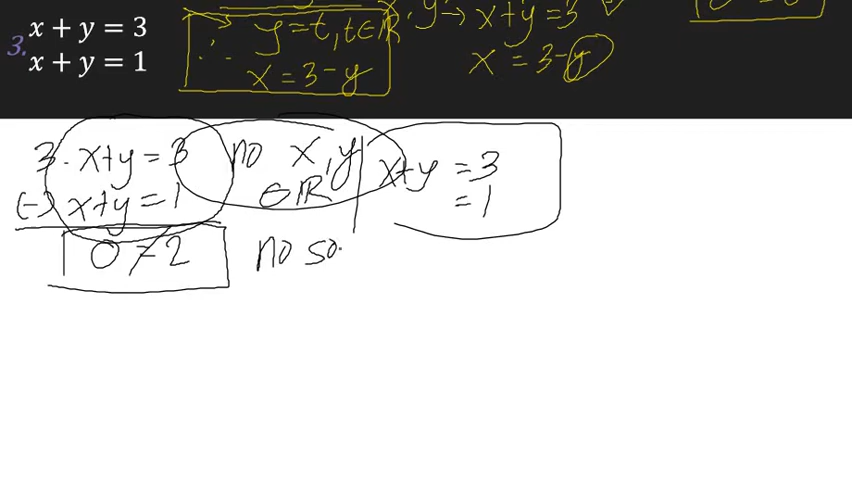 x + y = 3
3.
x + y = 1
∴ y = t, t∈ℝ
x = 3 - y
y → x + y = 3
x = 3 - y
3. x + y = 3
(-) x + y = 1
0 ≠ 2
no x, y
∈ ℝ
x + y = 3
= 1
no so